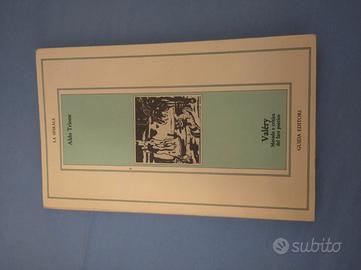 LA SPIRALE
Aldo Trione
Valéry
Metodo e critica
del fare poetico
GUIDA EDITORI
subito